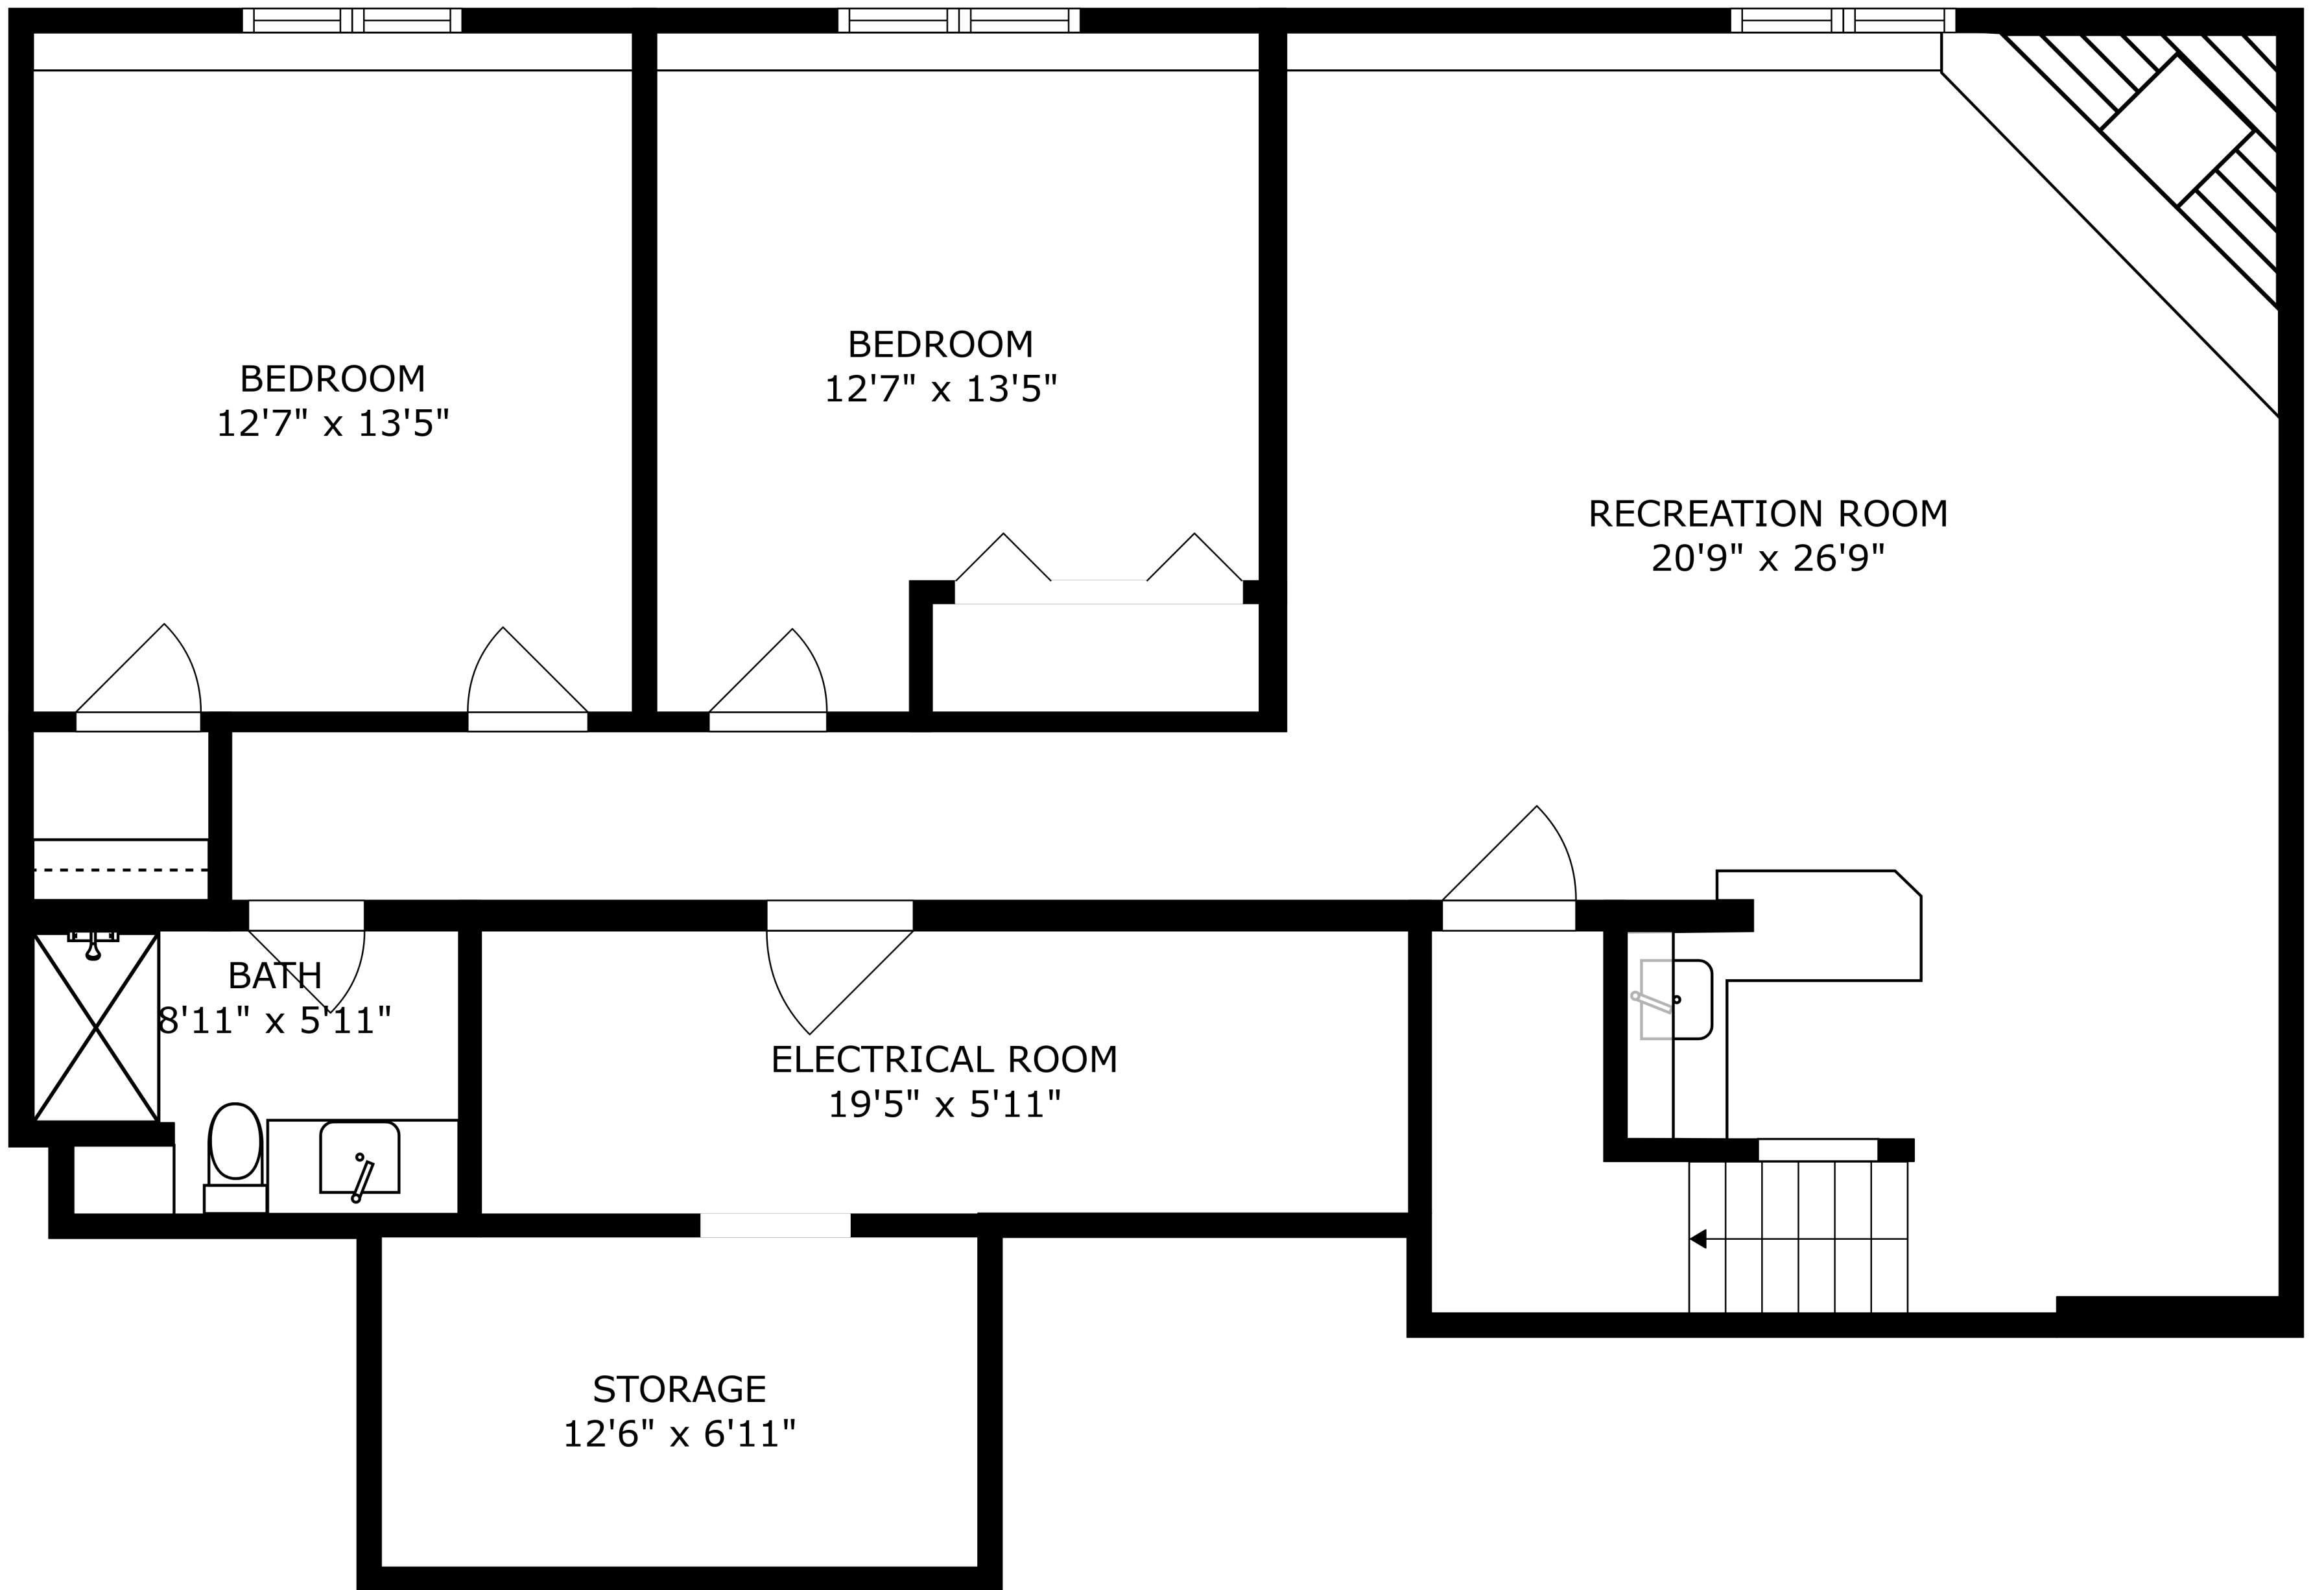 BEDROOM
12'7" x 13'5"
BEDROOM
12'7" x 13'5"
RECREATION ROOM
20'9" x 26'9"
BATH
8'11" x 5'11"
ELECTRICAL ROOM
19'5" x 5'11"
STORAGE
12'6" x 6'11"